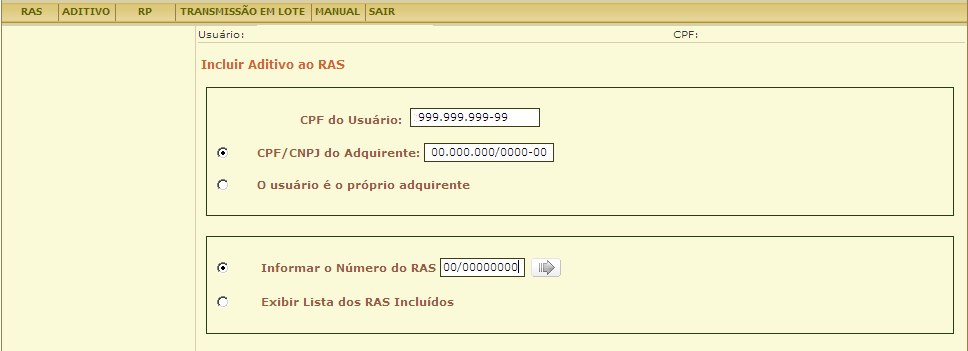 RAS ADITIVO RP TRANSMISSÃO EM LOTE MANUAL SAIR
Usuário: CPF:
Incluir Aditivo ao RAS
CPF do Usuário: 999.999.999-99
CPF/CNPJ do Adquirente: 00.000.000/0000-00
O usuário é o próprio adquirente
Informar o Número do RAS 00/00000000
Exibir Lista dos RAS Incluídos